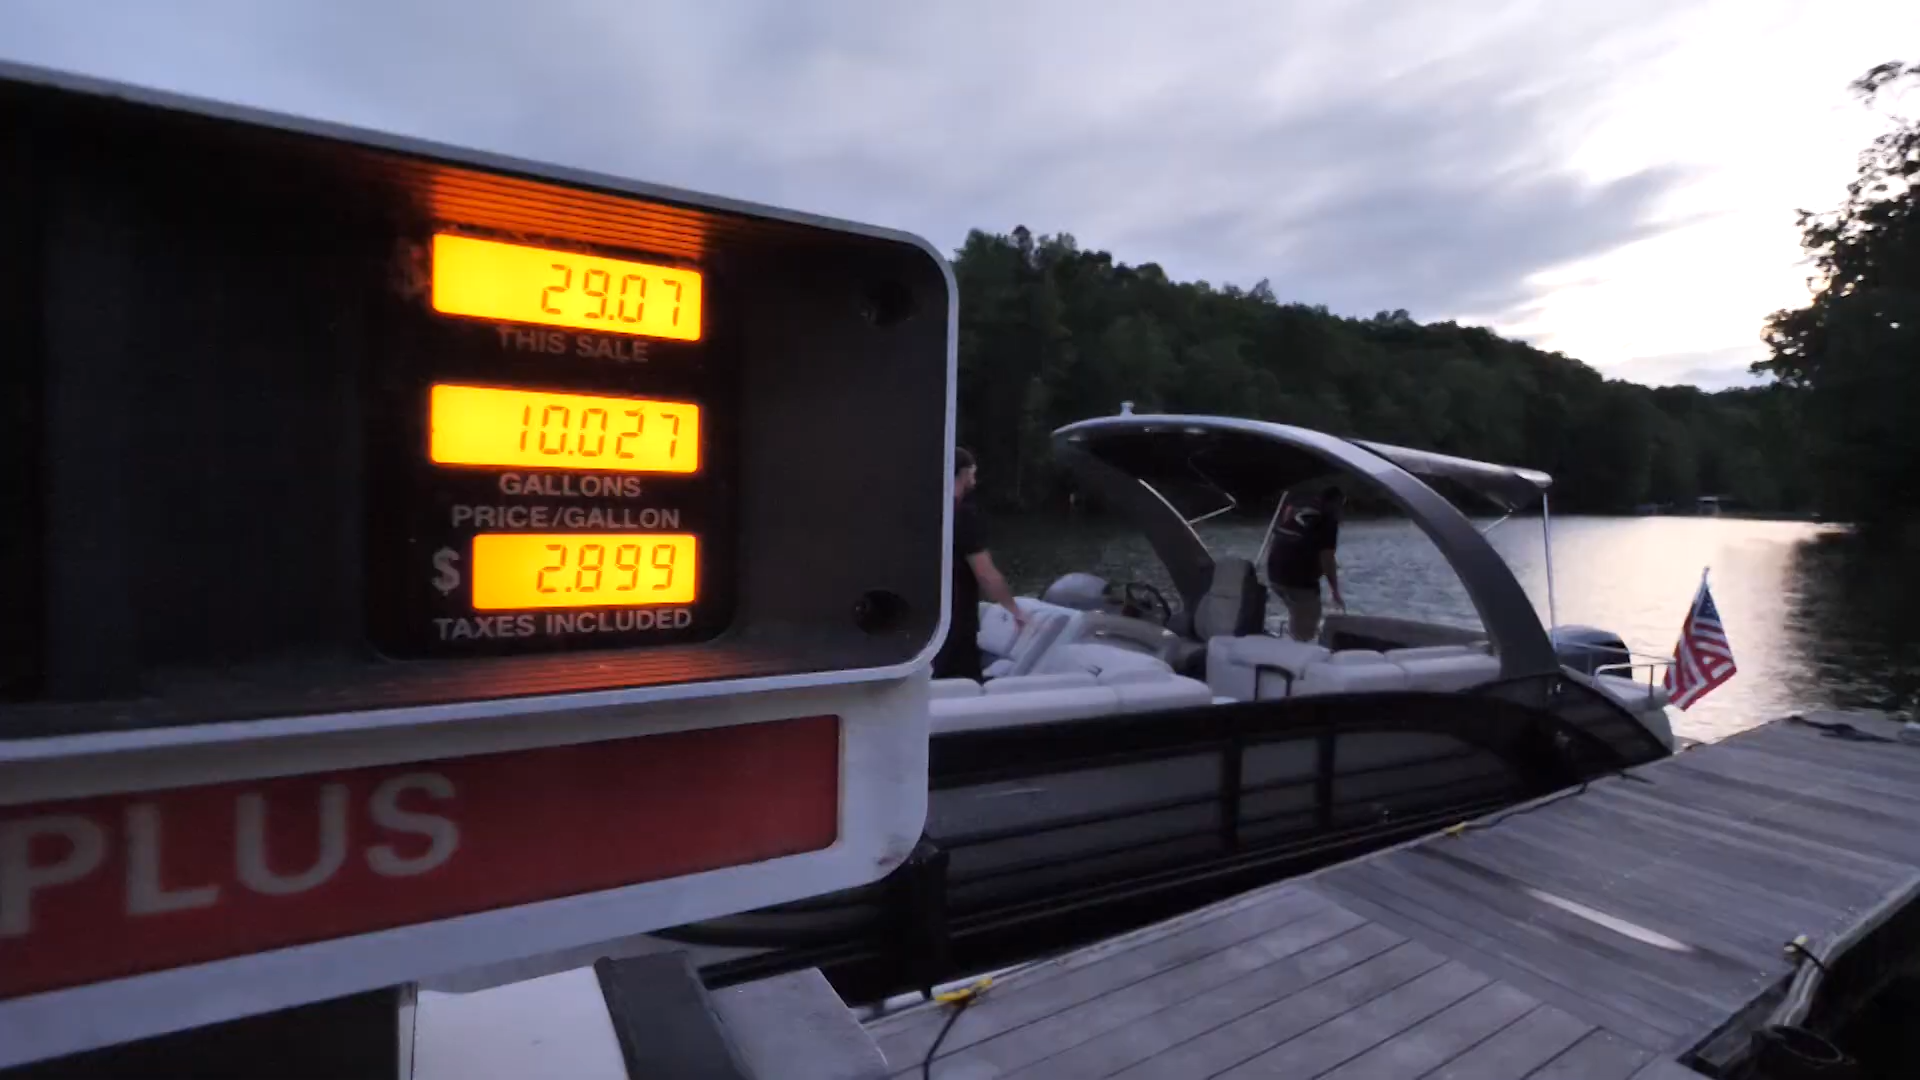 29.07
THIS SALE
10.027
GALLONS
PRICE/GALLON
$ 2.899
TAXES INCLUDED
PLUS